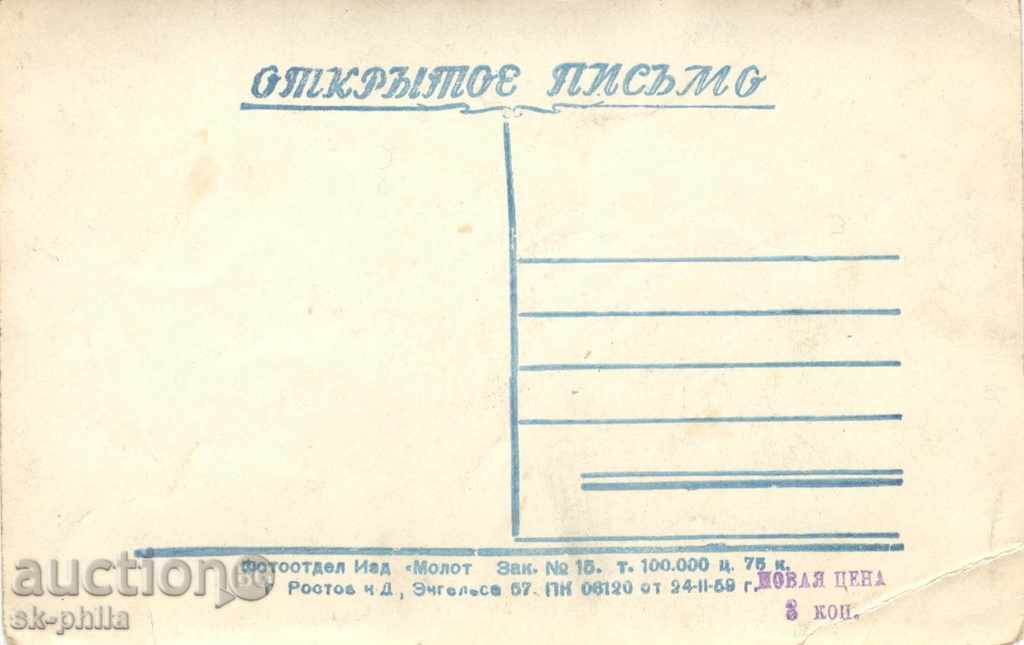 ОТКРЫТОЕ ПИСЬМО
Фотоотдел Изд «Молот Зак. № 15. т. 100.000 ц. 75 к.
Ростов н-Д, Энгельса 57. ПК 06120 от 24-II-59 г.
НОВАЯ ЦЕНА
3 коп.
auction
sk-phila